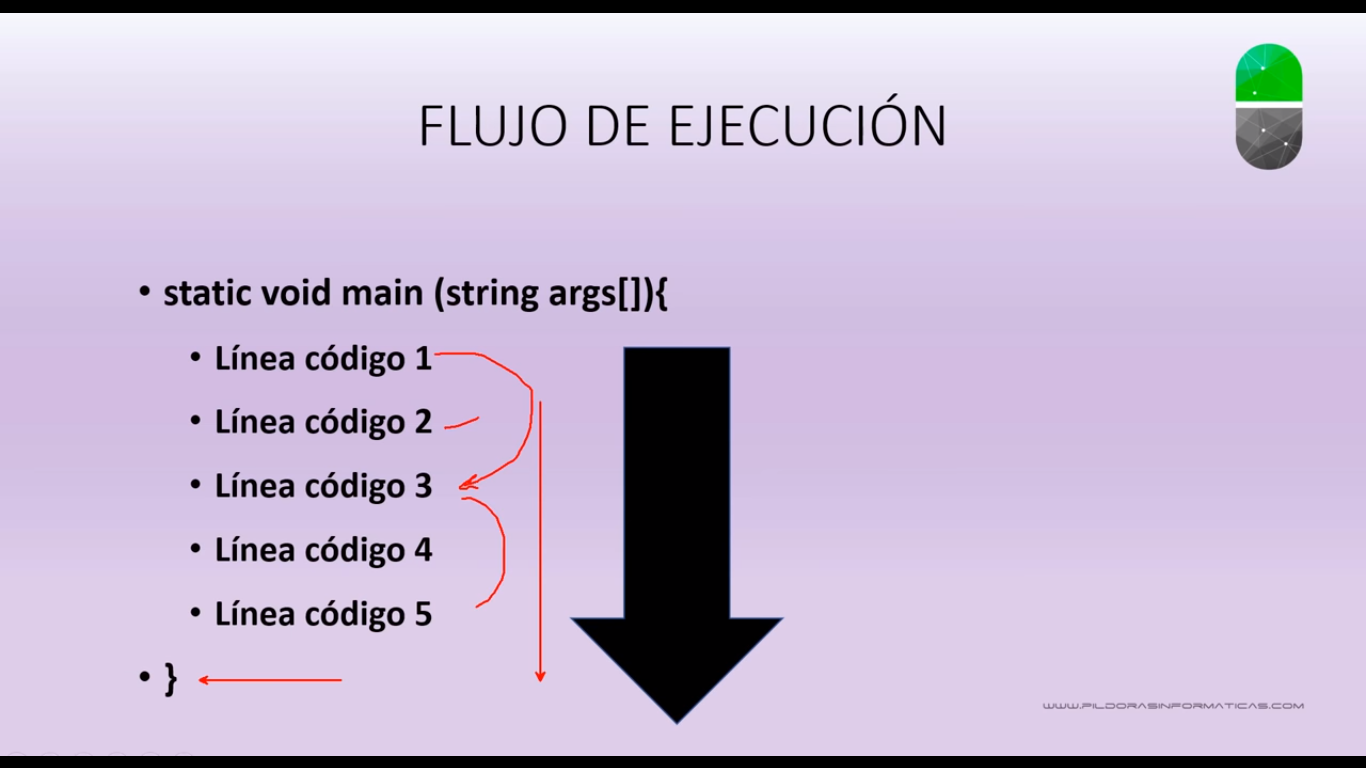 FLUJO DE EJECUCIÓN
• static void main (string args[]){
• Línea código 1
• Línea código 2
• Línea código 3
• Línea código 4
• Línea código 5
• }
WWW.PILDORASINFORMATICAS.COM